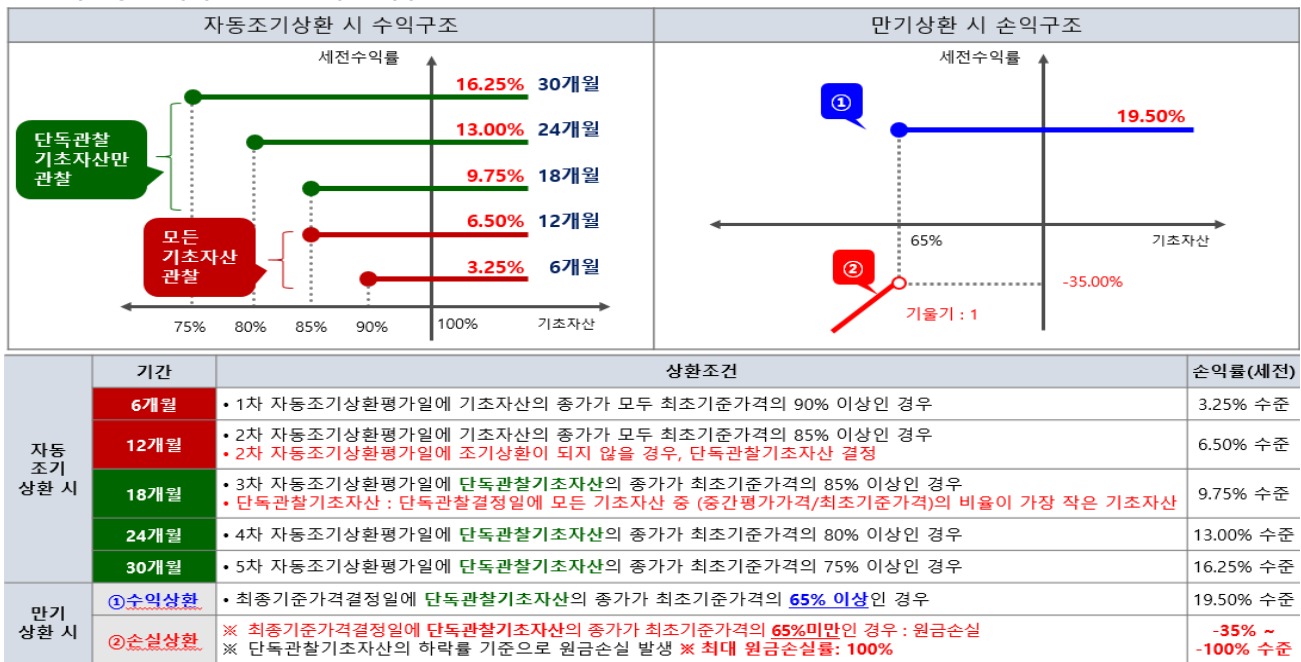 자동조기상환 시 수익구조
만기상환 시 손익구조
세전수익률
16.25% 30개월
13.00% 24개월
9.75% 18개월
6.50% 12개월
3.25% 6개월
단독관찰
기초자산만
관찰
모든
기초자산
관찰
75% 80% 85% 90% 100% 기초자산
세전수익률
①
19.50%
65%
기초자산
②
-35.00%
기울기 : 1
기간 상환조건 손익률(세전)
자동
조기
상환 시
6개월 • 1차 자동조기상환평가일에 기초자산의 종가가 모두 최초기준가격의 90% 이상인 경우 3.25% 수준
12개월 • 2차 자동조기상환평가일에 기초자산의 종가가 모두 최초기준가격의 85% 이상인 경우 6.50% 수준
• 2차 자동조기상환평가일에 조기상환이 되지 않을 경우, 단독관찰기초자산 결정
18개월 • 3차 자동조기상환평가일에 단독관찰기초자산의 종가가 최초기준가격의 85% 이상인 경우 9.75% 수준
• 단독관찰기초자산 : 단독관찰결정일에 모든 기초자산 중 (중간평가가격/최초기준가격)의 비율이 가장 작은 기초자산
24개월 • 4차 자동조기상환평가일에 단독관찰기초자산의 종가가 최초기준가격의 80% 이상인 경우 13.00% 수준
30개월 • 5차 자동조기상환평가일에 단독관찰기초자산의 종가가 최초기준가격의 75% 이상인 경우 16.25% 수준
만기
상환 시
①수익상환 • 최종기준가격결정일에 단독관찰기초자산의 종가가 최초기준가격의 65% 이상인 경우 19.50% 수준
②손실상환 ※ 최종기준가격결정일에 단독관찰기초자산의 종가가 최초기준가격의 65%미만인 경우 : 원금손실
※ 단독관찰기초자산의 하락률 기준으로 원금손실 발생 ※ 최대 원금손실률: 100%
-35% ~
-100% 수준